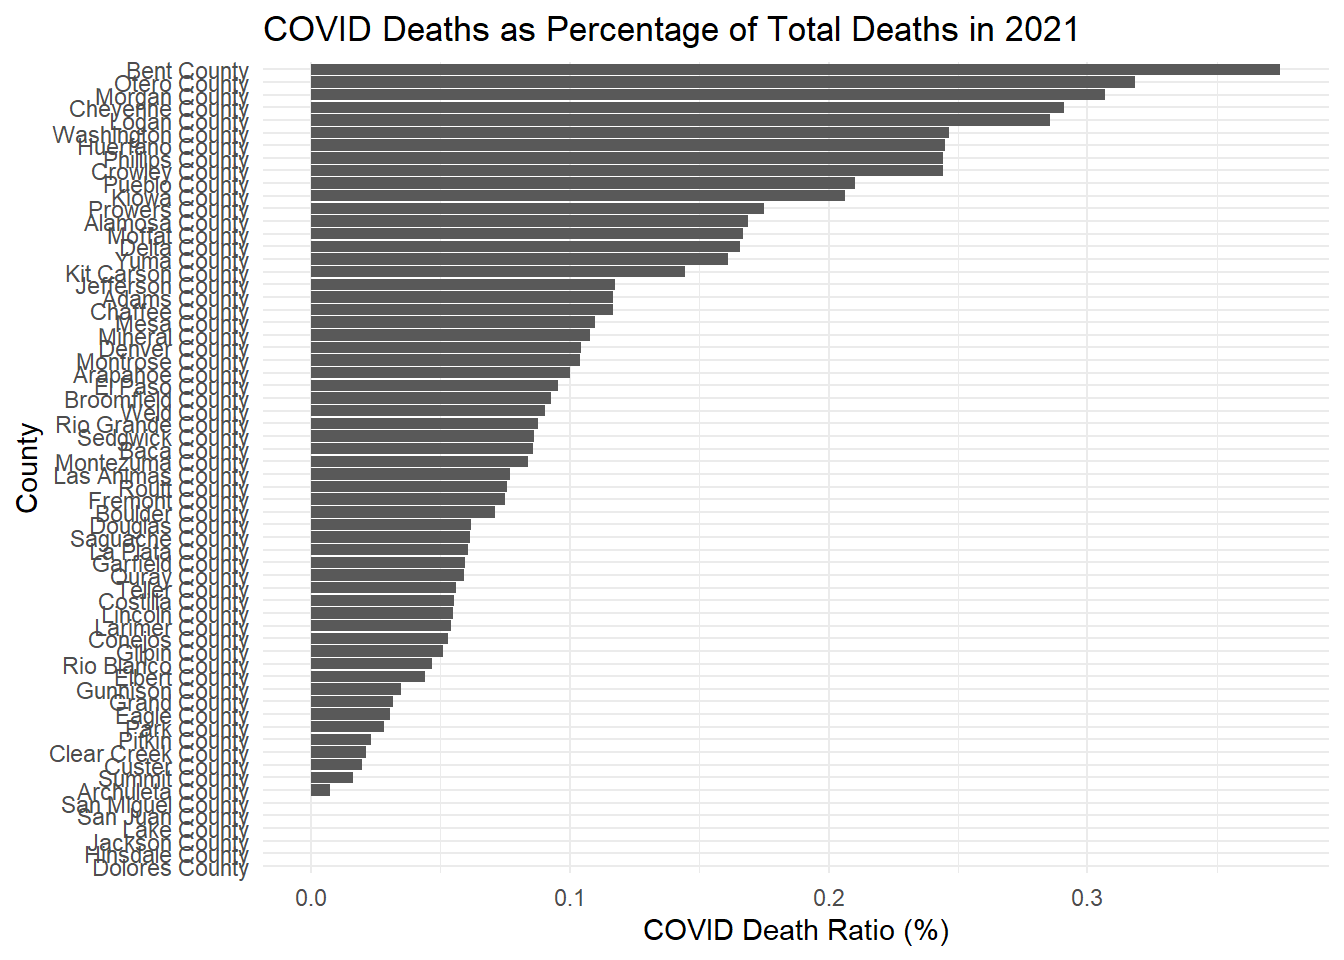 COVID Deaths as Percentage of Total Deaths in 2021
Bent County
Otero County
Morgan County
Cheyenne County
Logan County
Washington County
Huerfano County
Phillips County
Crowley County
Pueblo County
Kiowa County
Prowers County
Alamosa County
Moffat County
Delta County
Yuma County
Kit Carson County
Jefferson County
Adams County
Chaffee County
Mesa County
Mineral County
Denver County
Montrose County
Arapahoe County
El Paso County
Broomfield County
Weld County
Rio Grande County
Sedgwick County
Baca County
Montezuma County
Las Animas County
Routt County
Fremont County
Boulder County
Douglas County
Saguache County
La Plata County
Garfield County
Ouray County
Teller County
Costilla County
Lincoln County
Larimer County
Conejos County
Gilpin County
Rio Blanco County
Elbert County
Gunnison County
Grand County
Eagle County
Park County
Pitkin County
Clear Creek County
Custer County
Summit County
Archuleta County
San Miguel County
San Juan County
Lake County
Jackson County
Hinsdale County
Dolores County
County
0.0
0.1
0.2
0.3
COVID Death Ratio (%)